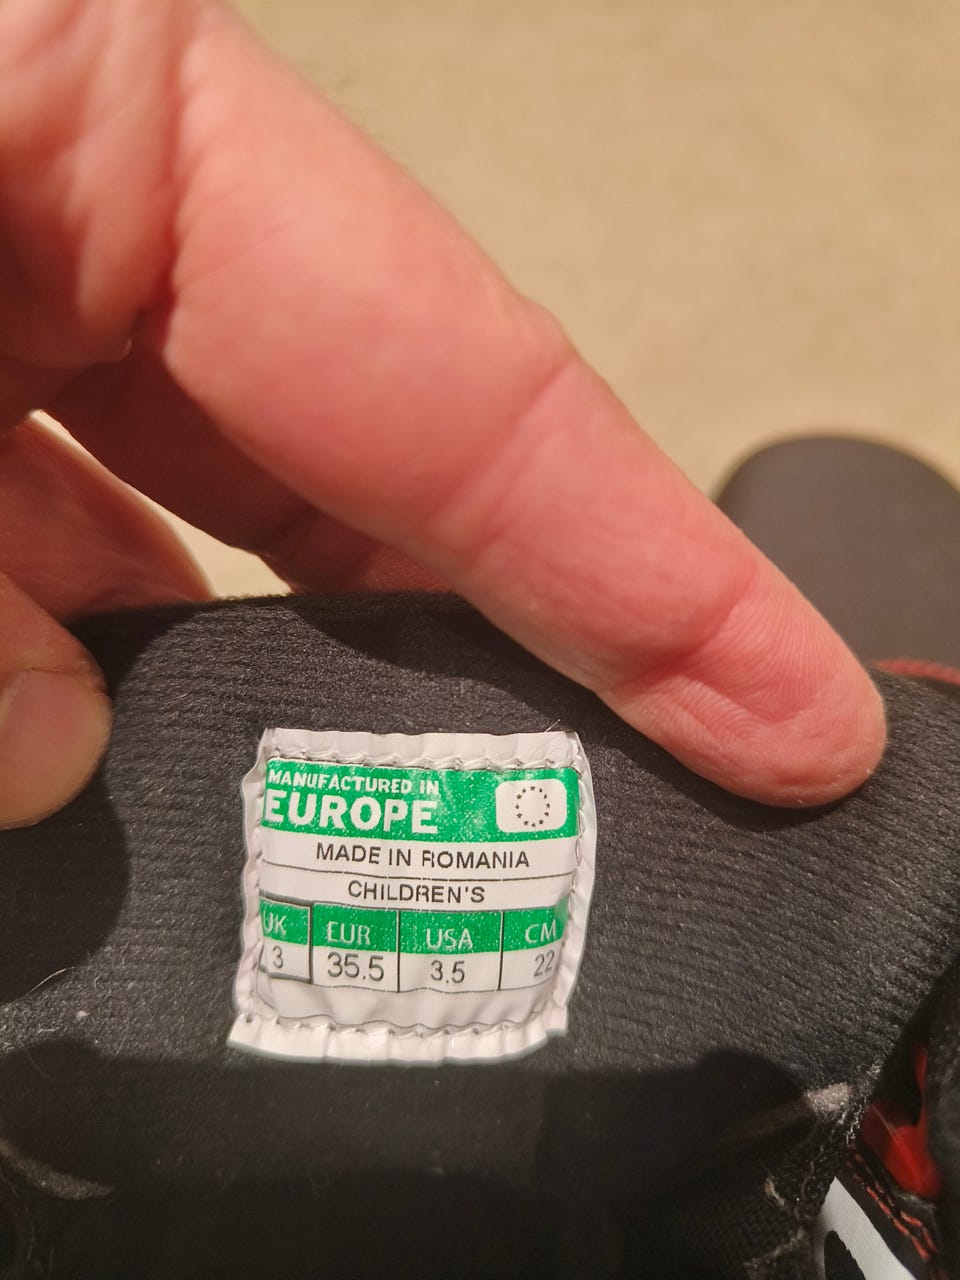 MANUFACTURED IN
EUROPE
MADE IN ROMANIA
CHILDREN'S
UK EUR USA CM
3 35.5 3.5 22